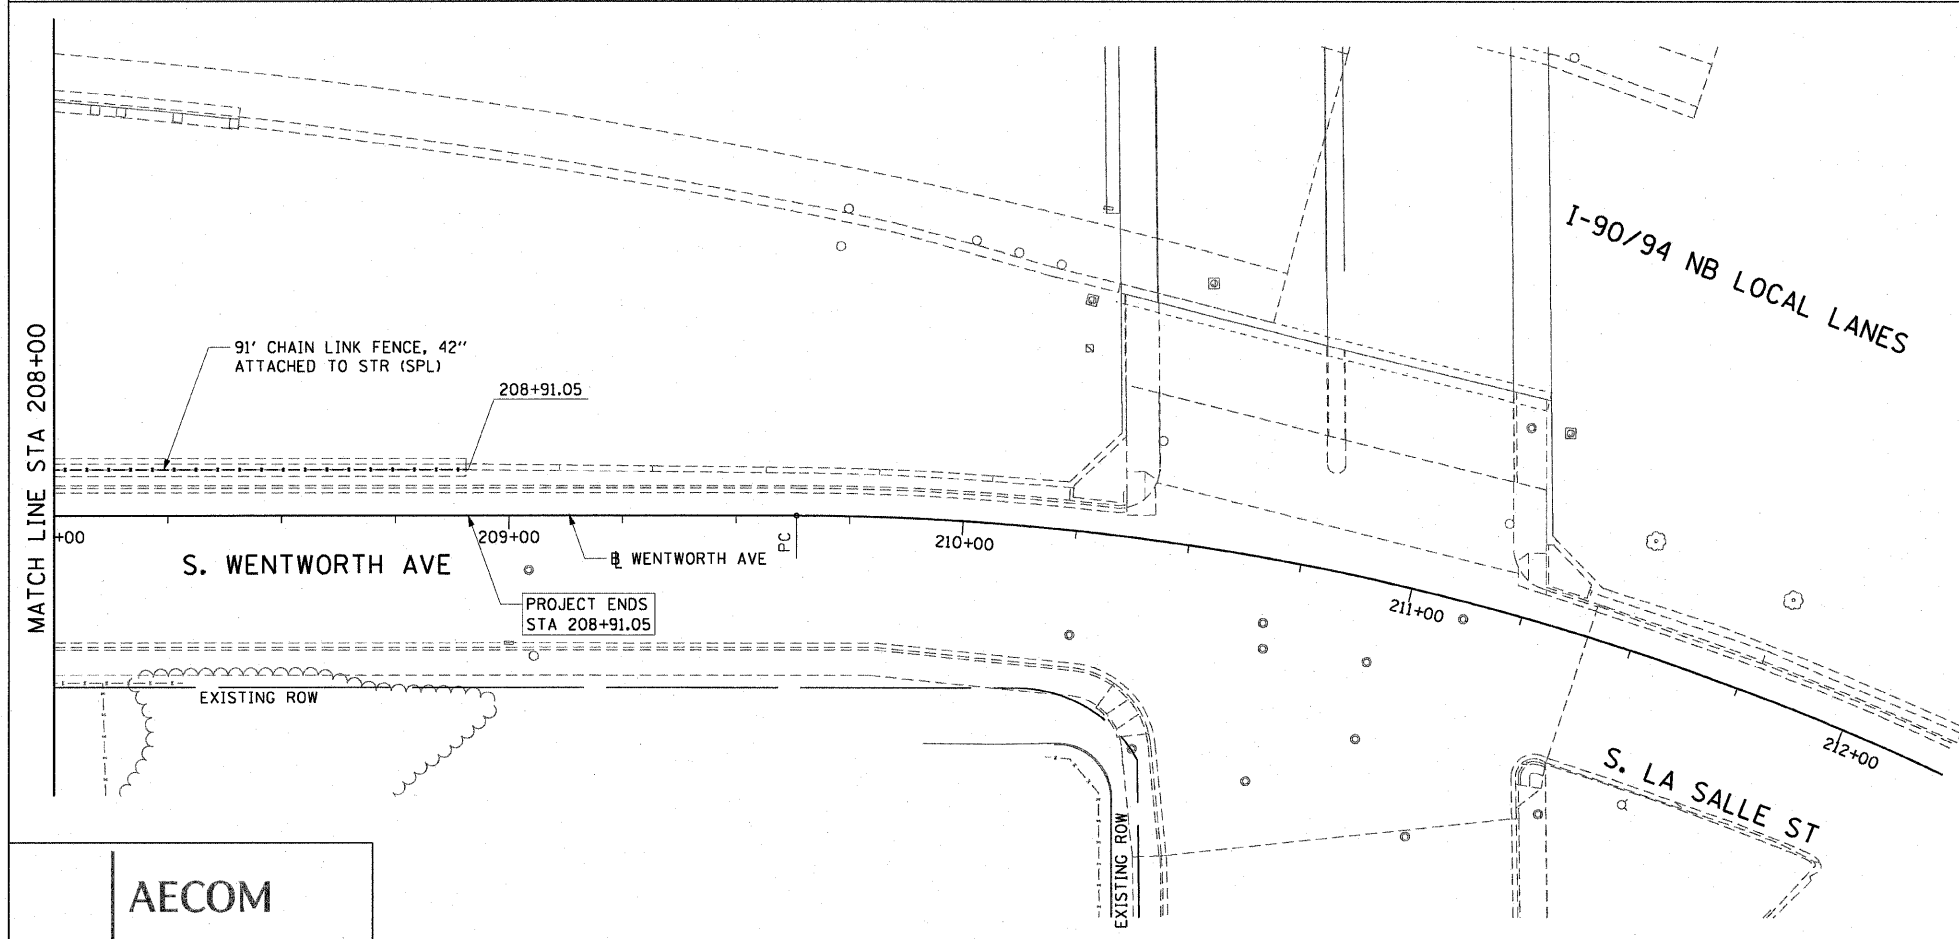 MATCH LINE STA 208+00
91' CHAIN LINK FENCE, 42"
ATTACHED TO STR (SPL)
208+91.05
I-90/94 NB LOCAL LANES
+00
209+00
210+00
211+00
212+00
S. WENTWORTH AVE
WENTWORTH AVE
PC
PROJECT ENDS
STA 208+91.05
EXISTING ROW
EXISTING ROW
S. LA SALLE ST
AECOM